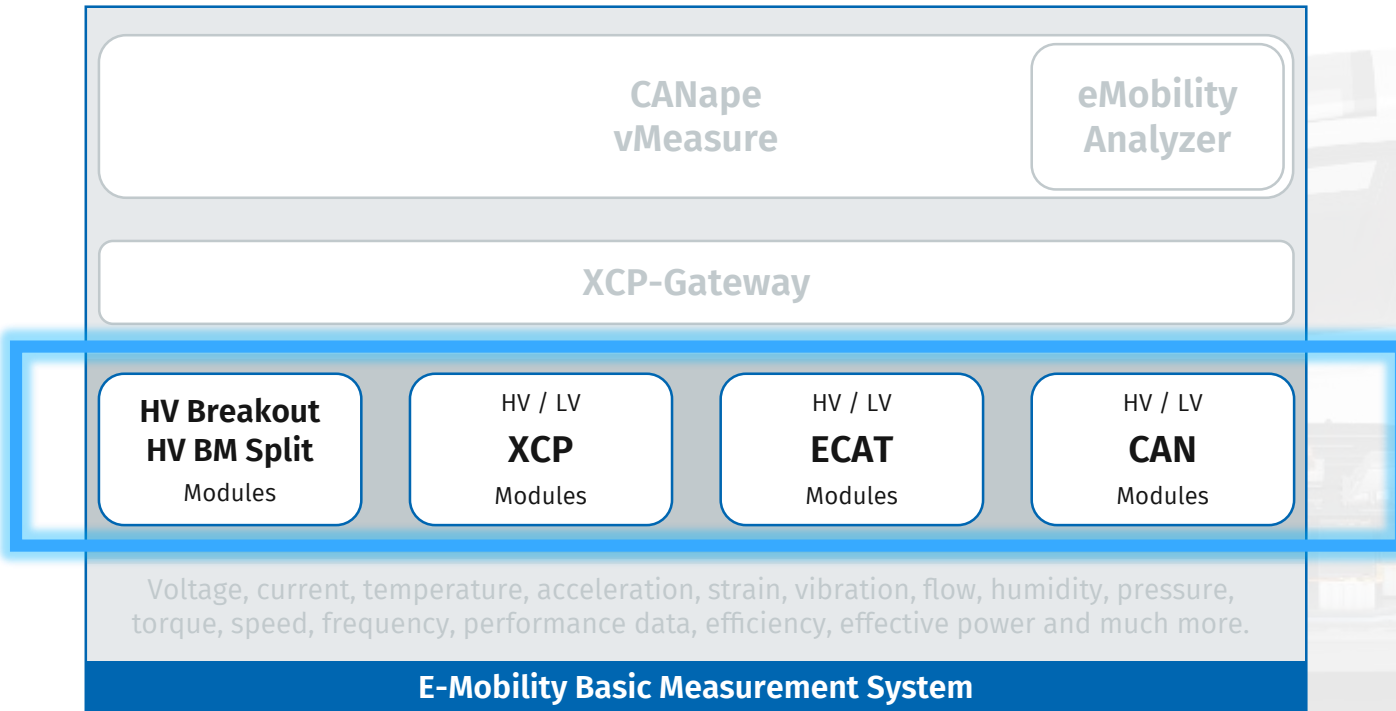 CANape
vMeasure
eMobility
Analyzer
XCP-Gateway
HV Breakout
HV BM Split
Modules
HV / LV
XCP
Modules
HV / LV
ECAT
Modules
HV / LV
CAN
Modules
Voltage, current, temperature, acceleration, strain, vibration, flow, humidity, pressure,
torque, speed, frequency, performance data, efficiency, effective power and much more.
E-Mobility Basic Measurement System